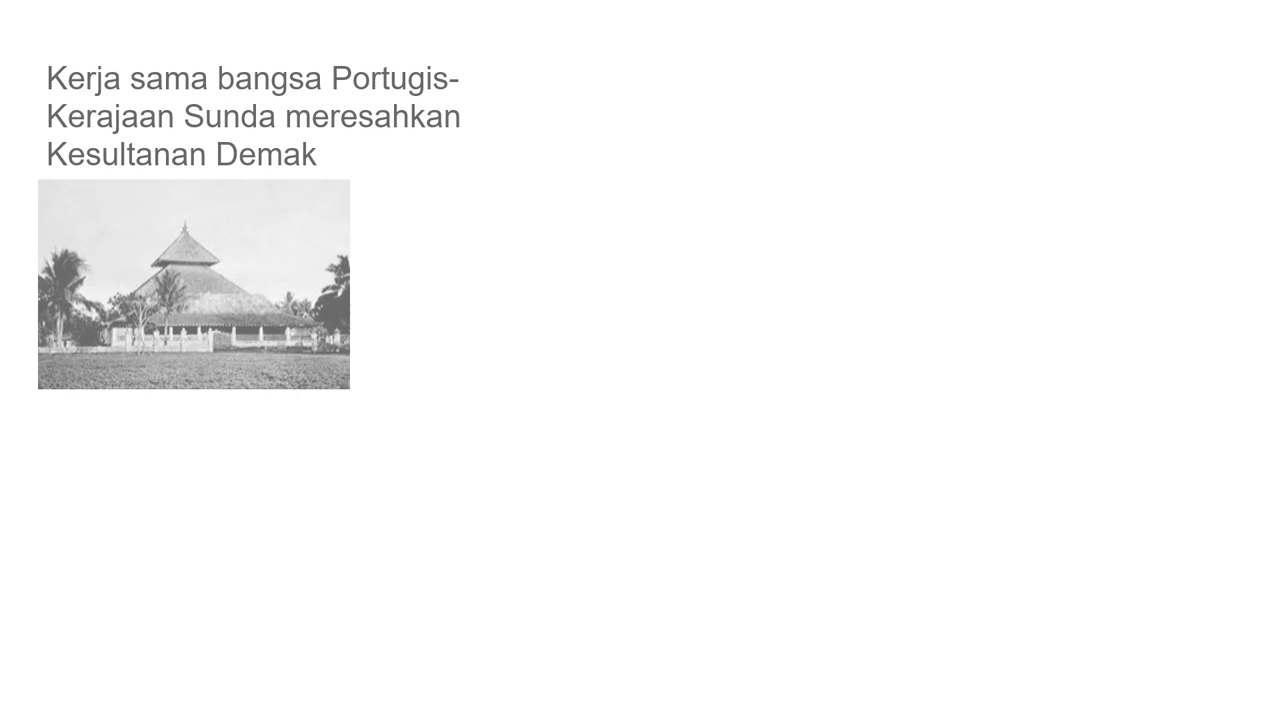 Kerja sama bangsa Portugis-
Kerajaan Sunda meresahkan
Kesultanan Demak